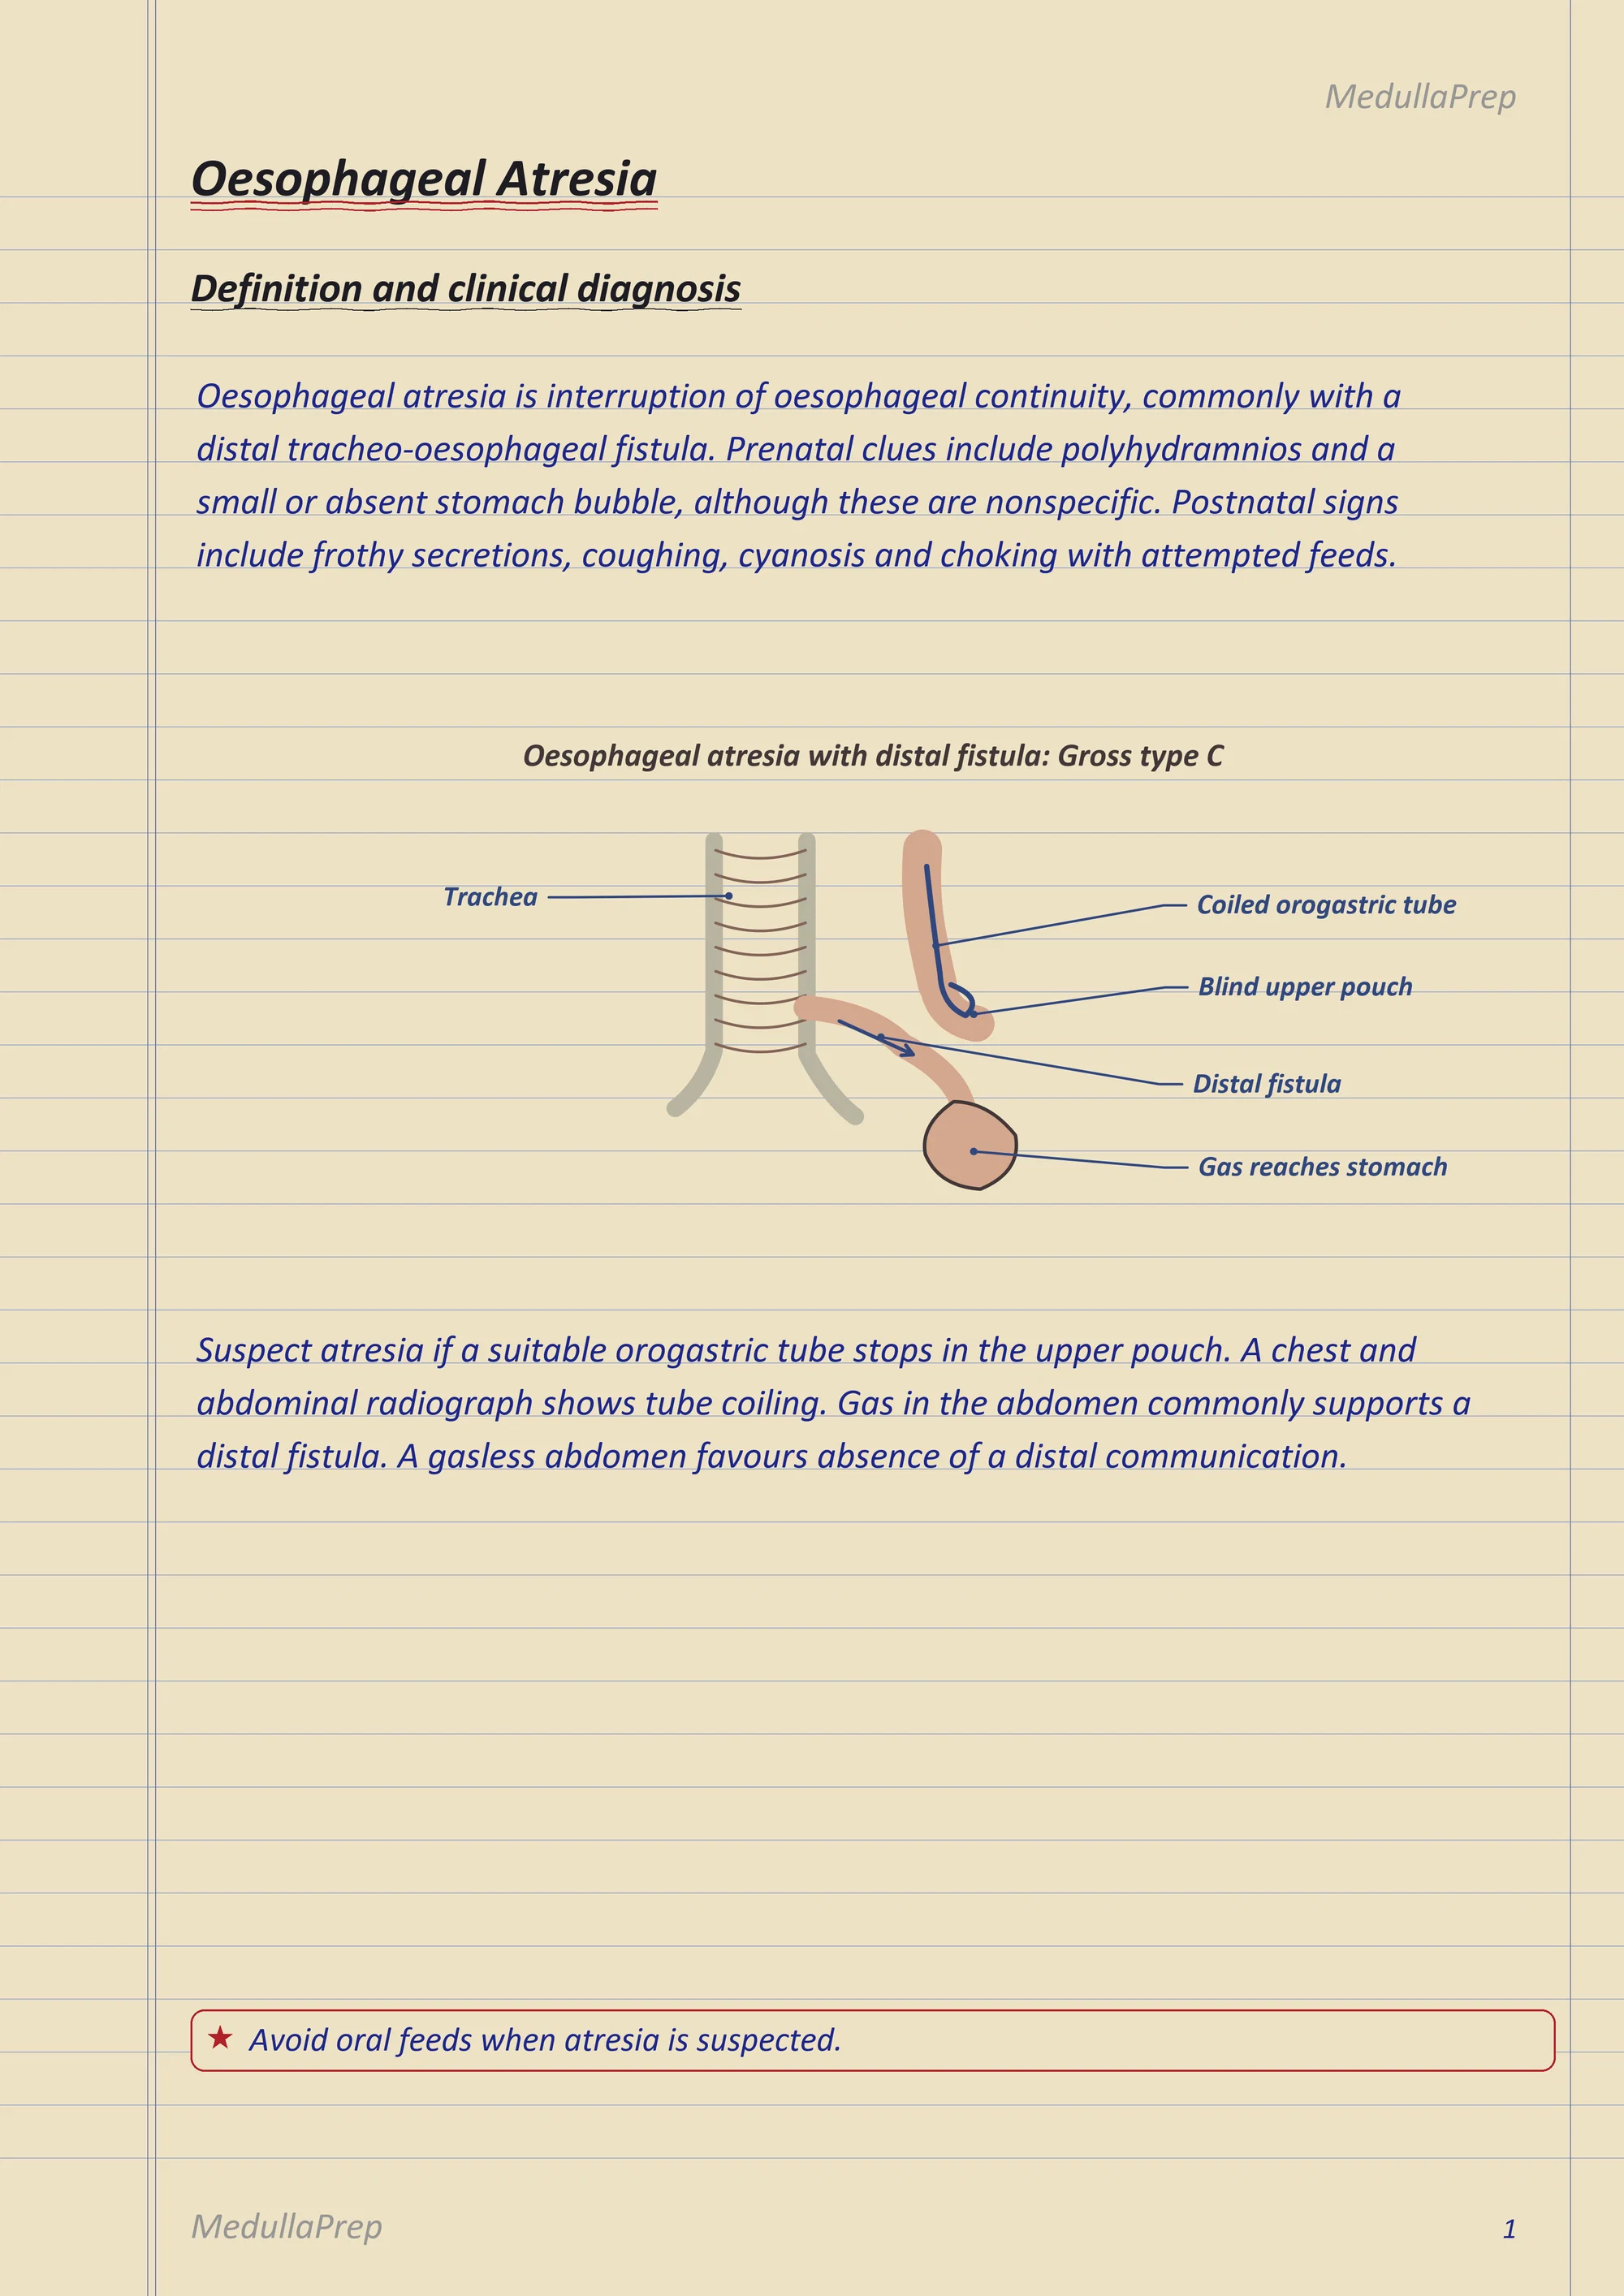 MedullaPrep
Oesophageal Atresia
Definition and clinical diagnosis
Oesophageal atresia is interruption of oesophageal continuity, commonly with a
distal tracheo-oesophageal fistula. Prenatal clues include polyhydramnios and a
small or absent stomach bubble, although these are nonspecific. Postnatal signs
include frothy secretions, coughing, cyanosis and choking with attempted feeds.
Oesophageal atresia with distal fistula: Gross type C
Trachea
Coiled orogastric tube
Blind upper pouch
Distal fistula
Gas reaches stomach
Suspect atresia if a suitable orogastric tube stops in the upper pouch. A chest and
abdominal radiograph shows tube coiling. Gas in the abdomen commonly supports a
distal fistula. A gasless abdomen favours absence of a distal communication.
★ Avoid oral feeds when atresia is suspected.
MedullaPrep
1